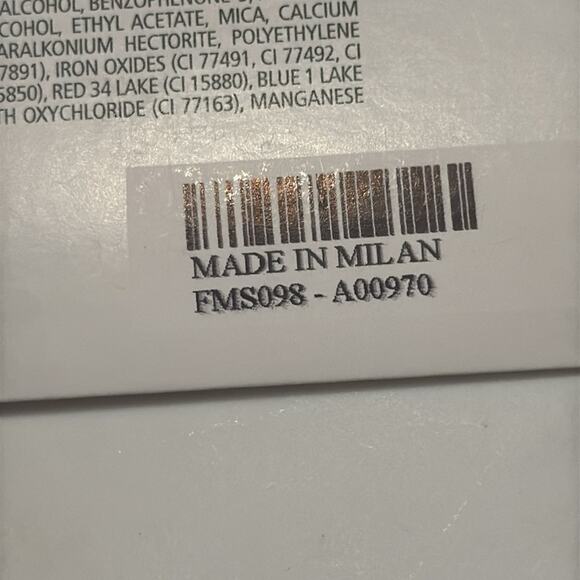 ALCOHOL, BENZOPHENONE
COHOL, ETHYL ACETATE, MICA, CALCIUM
ARALKONIUM HECTORITE, POLYETHYLENE
7891), IRON OXIDES (CI 77491, CI 77492, CI
5850), RED 34 LAKE (CI 15880), BLUE 1 LAKE
TH OXYCHLORIDE (CI 77163), MANGANESE
MADE IN MILAN
FMS098 - A00970